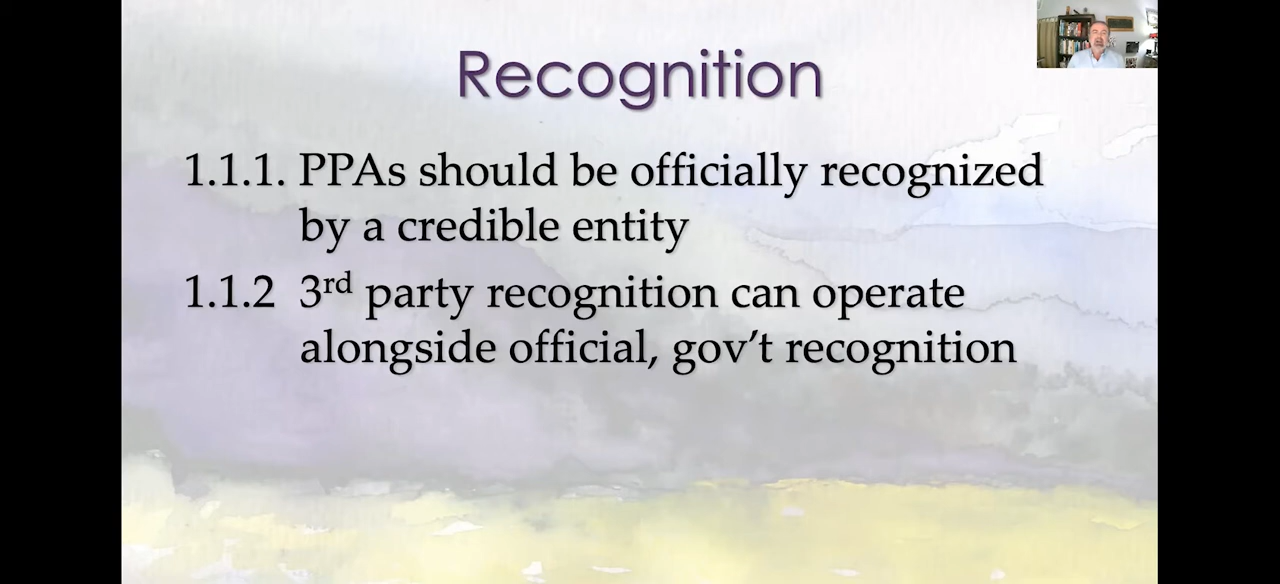 Recognition
1.1.1. PPAs should be officially recognized
by a credible entity
1.1.2 3rd party recognition can operate
alongside official, gov’t recognition